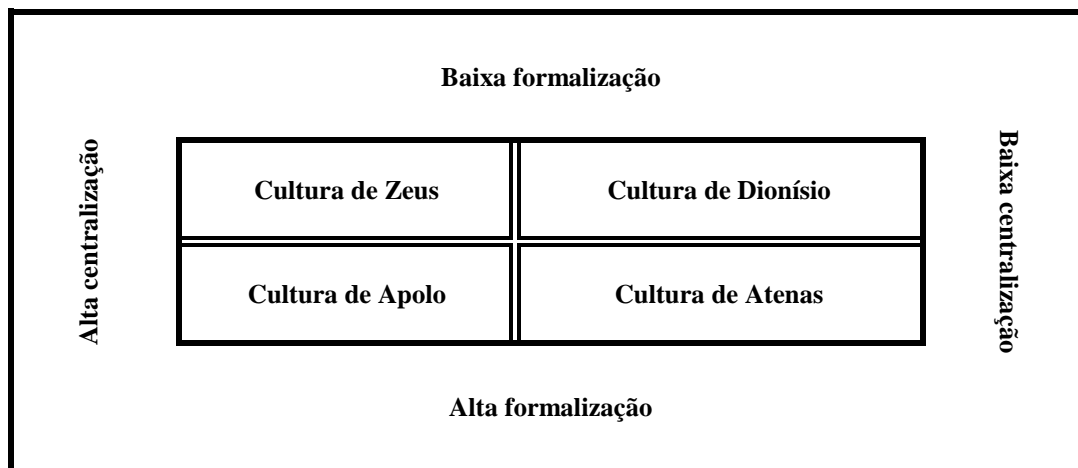 Baixa formalização
Alta centralização
Cultura de Zeus
Cultura de Dionísio
Baixa centralização
Cultura de Apolo
Cultura de Atenas
Alta formalização